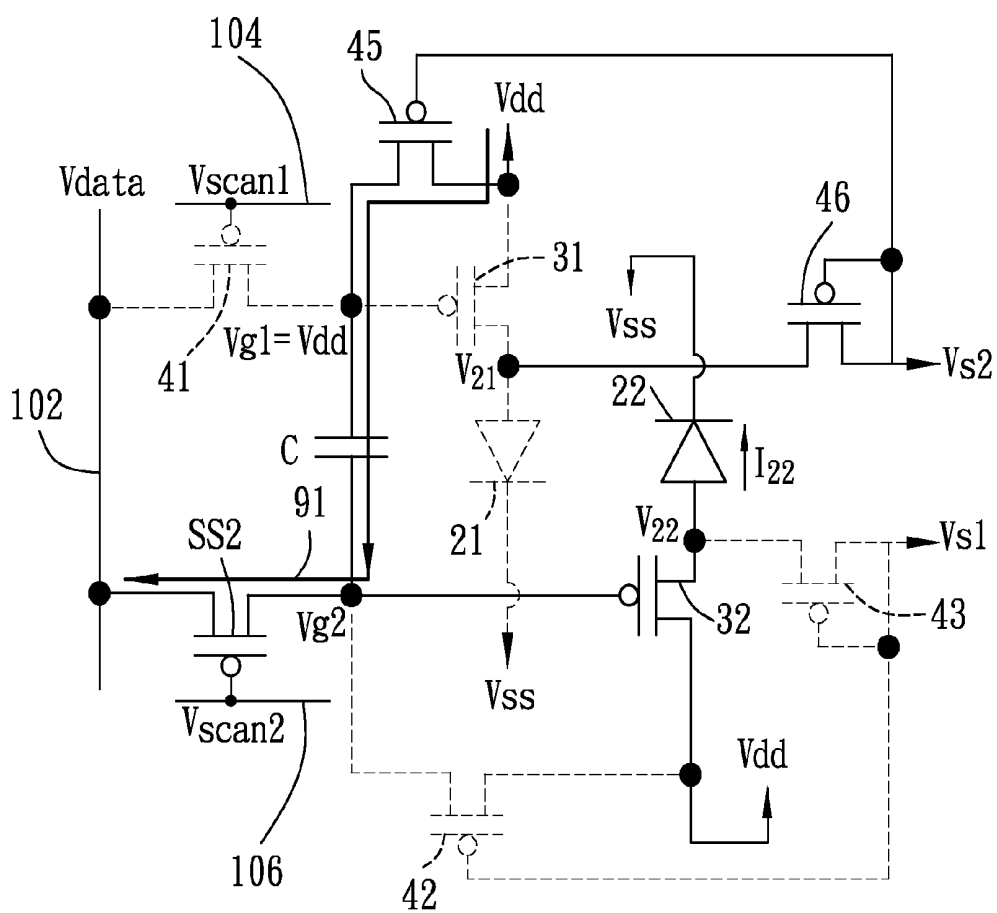 104
45
Vdd
Vdata
Vscan1
46
31
Vss
Vg1=Vdd
41
V21
Vs2
102
22
C
I22
91
21
SS2
V22
Vs1
Vg2
32
43
Vss
Vscan2
Vdd
106
42